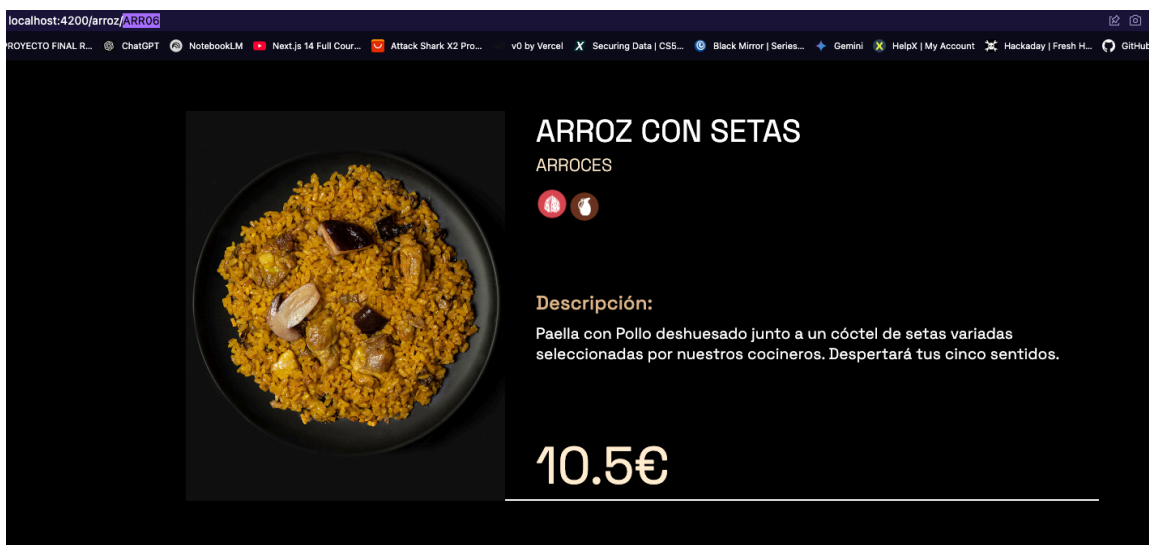 localhost:4200/arroz/ARR06
PROYECTO FINAL R... ChatGPT NotebookLM Next.js 14 Full Cour... Attack Shark X2 Pro... v0 by Vercel Securing Data | CS5... Black Mirror | Series... Gemini HelpX | My Account Hackaday | Fresh H... GitHub
ARROZ CON SETAS
ARROCES
Descripción:
Paella con Pollo deshuesado junto a un cóctel de setas variadas
seleccionadas por nuestros cocineros. Despertará tus cinco sentidos.
10.5€